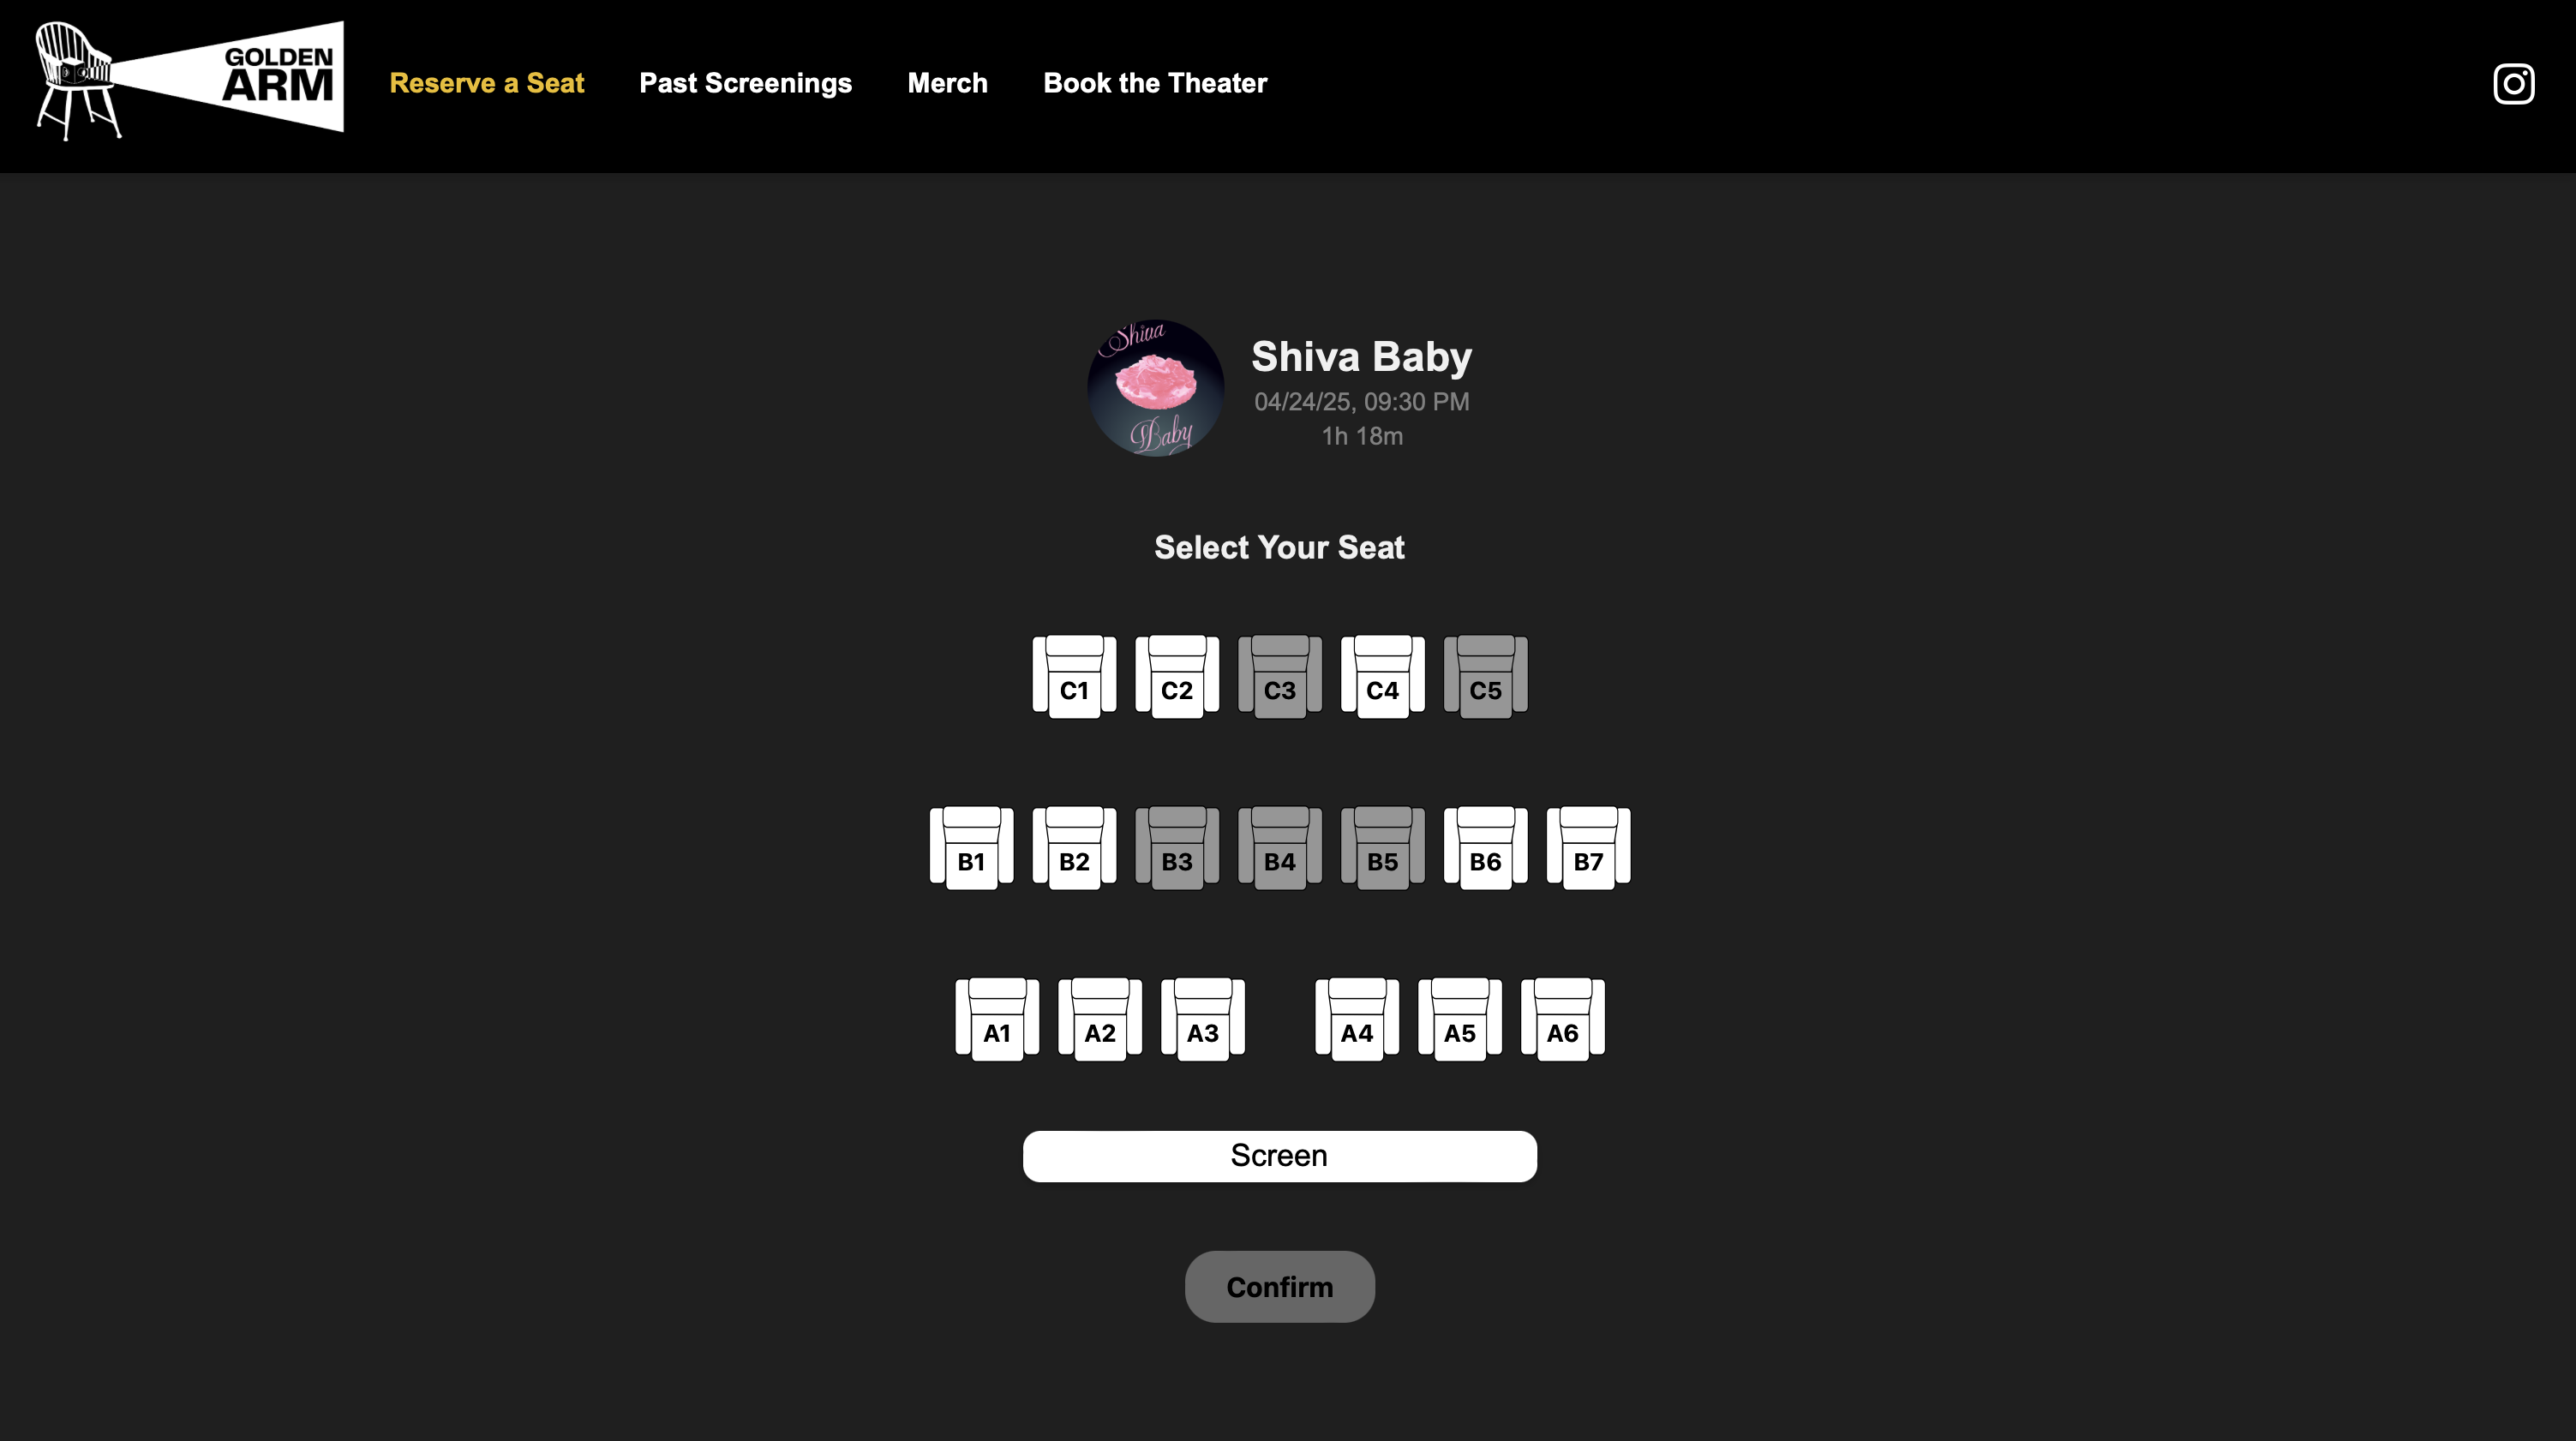 GOLDEN
ARM
Reserve a Seat
Past Screenings
Merch
Book the Theater
Shiva
Baby
Shiva Baby
04/24/25, 09:30 PM
1h 18m
Select Your Seat
C1 C2 C3 C4 C5
B1 B2 B3 B4 B5 B6 B7
A1 A2 A3 A4 A5 A6
Screen
Confirm